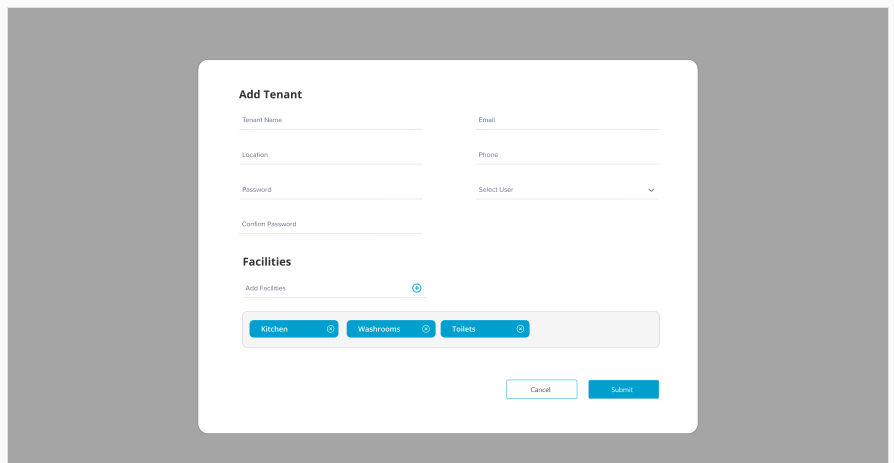 Add Tenant
Tenant Name
Email
Location
Phone
Password
Select User
Confirm Password
Facilities
Add Facilities
Kitchen
Washrooms
Toilets
Cancel
Submit